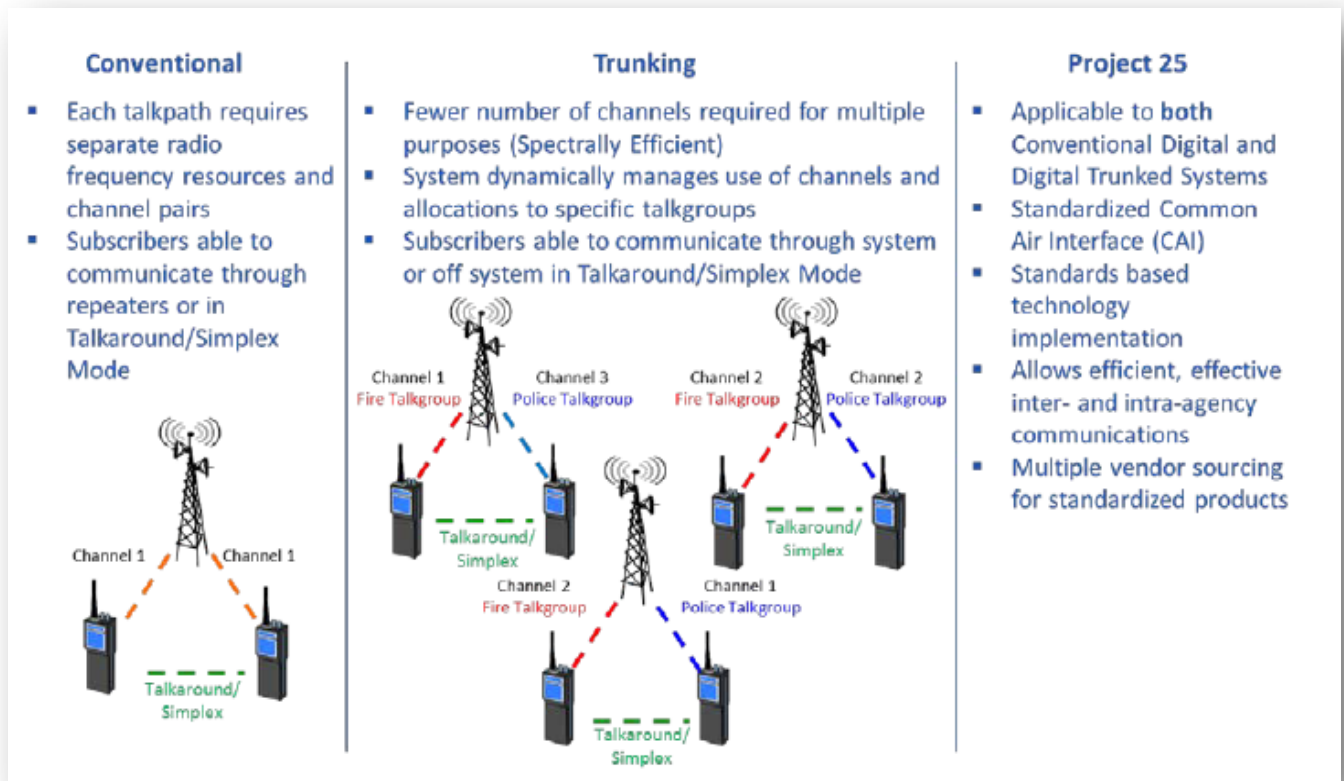 Conventional
▪ Each talkpath requires
separate radio
frequency resources and
channel pairs
▪ Subscribers able to
communicate through
repeaters or in
Talkaround/Simplex
Mode
Channel 1
Channel 1
Talkaround/
Simplex
Trunking
▪ Fewer number of channels required for multiple
purposes (Spectrally Efficient)
▪ System dynamically manages use of channels and
allocations to specific talkgroups
▪ Subscribers able to communicate through system
or off system in Talkaround/Simplex Mode
Channel 1
Fire Talkgroup
Channel 3
Police Talkgroup
Talkaround/
Simplex
Channel 2
Fire Talkgroup
Channel 2
Police Talkgroup
Talkaround/
Simplex
Channel 2
Fire Talkgroup
Channel 1
Police Talkgroup
Talkaround/
Simplex
Project 25
▪ Applicable to both
Conventional Digital and
Digital Trunked Systems
▪ Standardized Common
Air Interface (CAI)
▪ Standards based
technology
implementation
▪ Allows efficient, effective
inter- and intra-agency
communications
▪ Multiple vendor sourcing
for standardized products